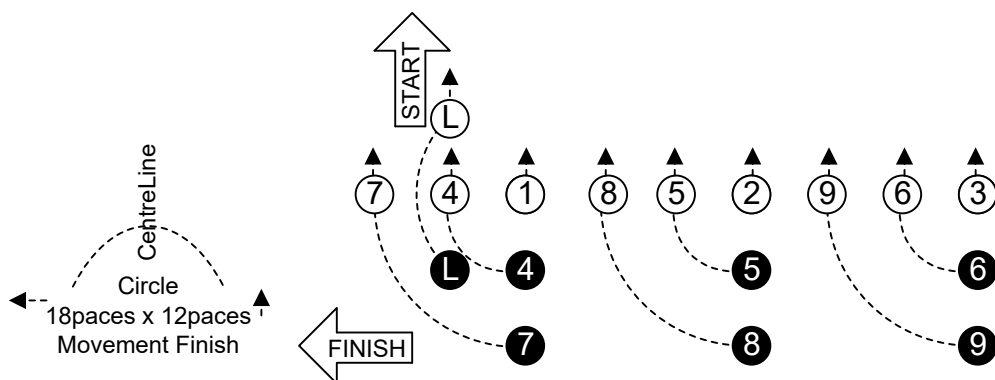 START
L
7 4 1 8 5 2 9 6 3
CentreLine
L 4 5 6
Circle
18paces x 12paces
Movement Finish
FINISH
7 8 9